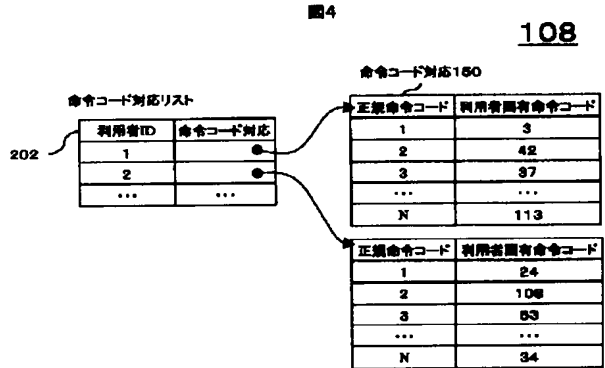 図4
108
命令コード対応リスト
202
利用者ID 命令コード対応
1
2
… …
命令コード対応150
正規命令コード 利用者固有命令コード
1 3
2 42
3 37
… …
N 113
正規命令コード 利用者固有命令コード
1 24
2 108
3 53
… …
N 34